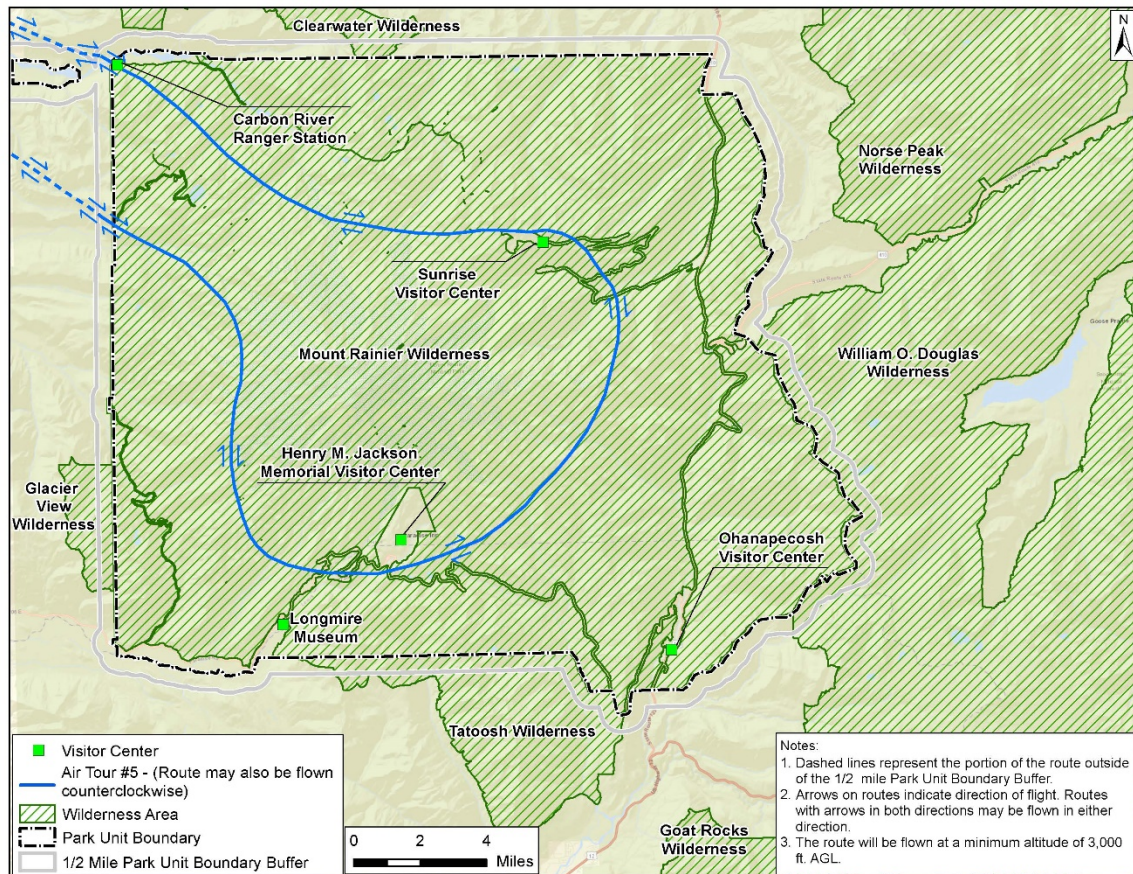 Clearwater Wilderness
N
Carbon River
Ranger Station
Norse Peak
Wilderness
Sunrise
Visitor Center
Mount Rainier Wilderness
William O. Douglas
Wilderness
Henry M. Jackson
Memorial Visitor Center
Glacier
View
Wilderness
Ohanapecosh
Visitor Center
Longmire
Museum
Tatoosh Wilderness
Goat Rocks
Wilderness
Visitor Center
Air Tour #5 - (Route may also be flown
counterclockwise)
Wilderness Area
Park Unit Boundary
1/2 Mile Park Unit Boundary Buffer
0 2 4
Miles
Notes:
1. Dashed lines represent the portion of the route outside
of the 1/2 mile Park Unit Boundary Buffer.
2. Arrows on routes indicate direction of flight. Routes
with arrows in both directions may be flown in either
direction.
3. The route will be flown at a minimum altitude of 3,000
ft. AGL.